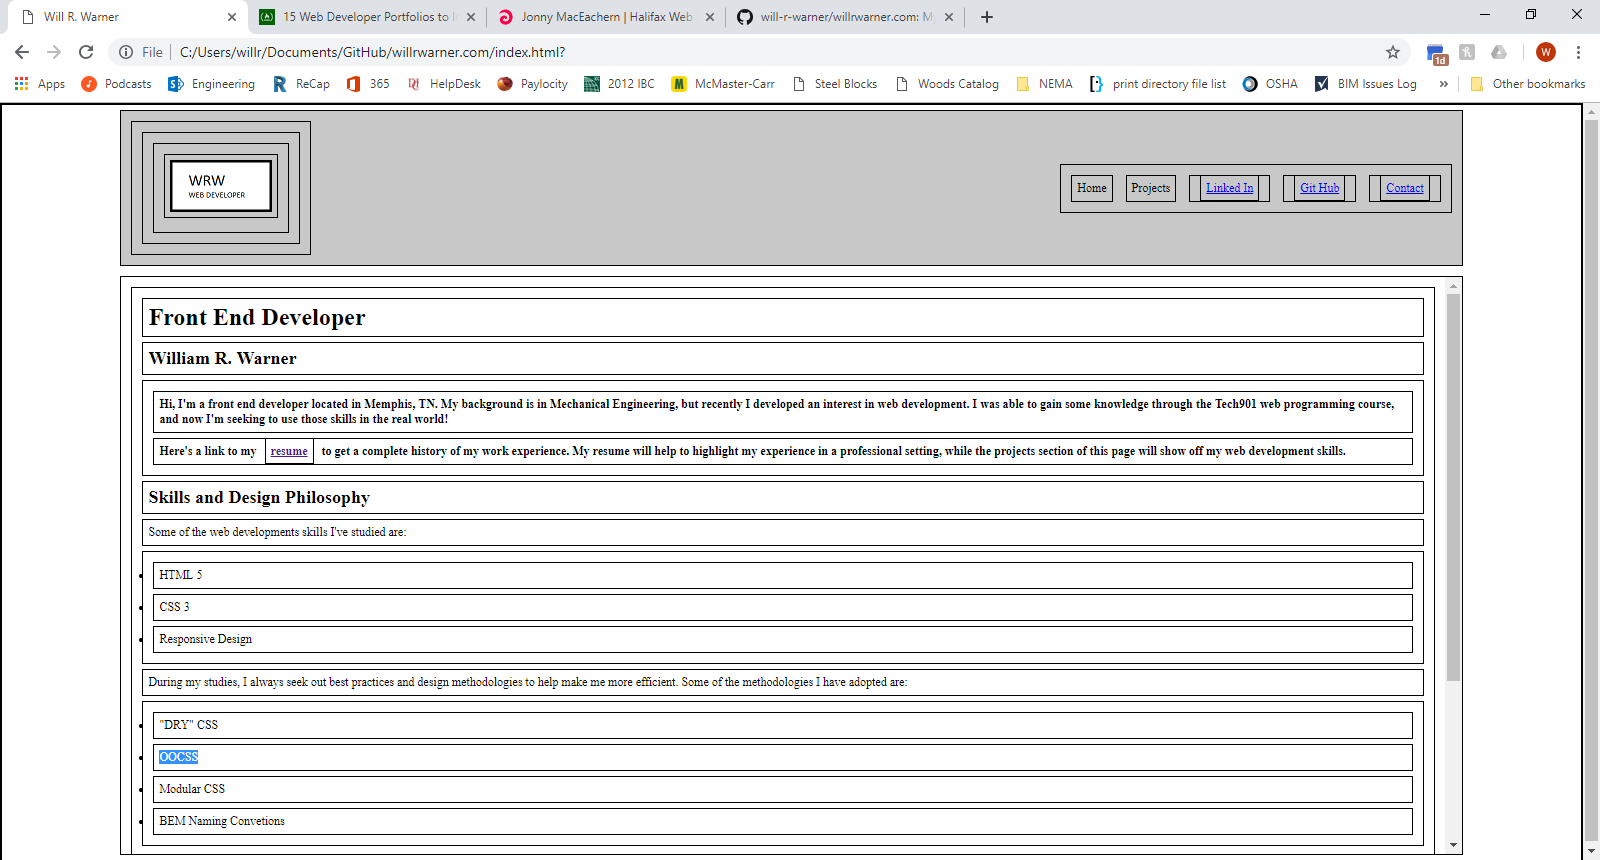 Will R. Warner
15 Web Developer Portfolios to I
Jonny MacEachern | Halifax Web
will-r-warner/willrwarner.com: M
File
C:/Users/willr/Documents/GitHub/willrwarner.com/index.html?
1d
W
Apps
Podcasts
Engineering
ReCap
365
HelpDesk
Paylocity
2012 IBC
McMaster-Carr
Steel Blocks
Woods Catalog
NEMA
print directory file list
OSHA
BIM Issues Log
»
Other bookmarks
WRW
WEB DEVELOPER
Home
Projects
Linked In
Git Hub
Contact
Front End Developer
William R. Warner
Hi, I'm a front end developer located in Memphis, TN. My background is in Mechanical Engineering, but recently I developed an interest in web development. I was able to gain some knowledge through the Tech901 web programming course,
and now I'm seeking to use those skills in the real world!
Here's a link to my resume to get a complete history of my work experience. My resume will help to highlight my experience in a professional setting, while the projects section of this page will show off my web development skills.
Skills and Design Philosophy
Some of the web developments skills I've studied are:
HTML 5
CSS 3
Responsive Design
During my studies, I always seek out best practices and design methodologies to help make me more efficient. Some of the methodologies I have adopted are:
"DRY" CSS
OOCSS
Modular CSS
BEM Naming Convetions